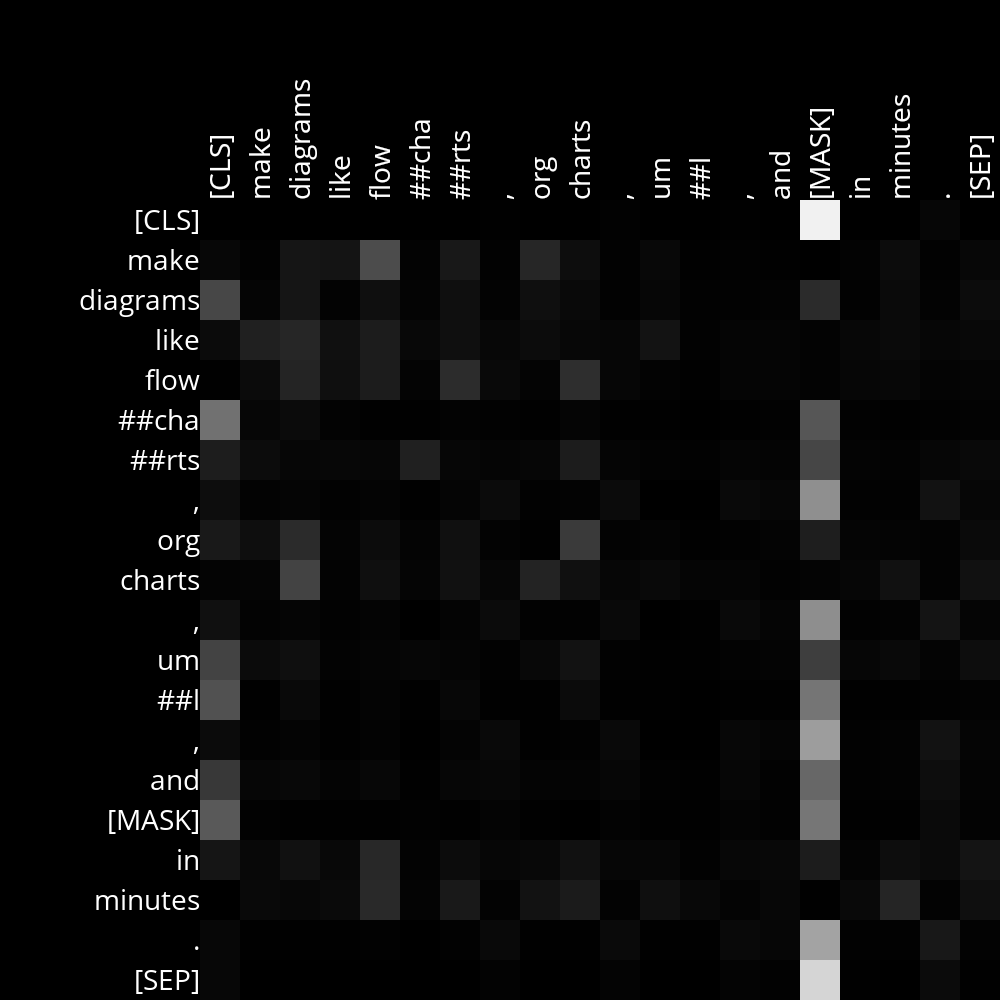 [CLS] make diagrams like flow ##cha ##rts , org charts , um ##l , and [MASK] in minutes . [SEP]
[CLS]
make
diagrams
like
flow
##cha
##rts
,
org
charts
,
um
##l
,
and
[MASK]
in
minutes
.
[SEP]